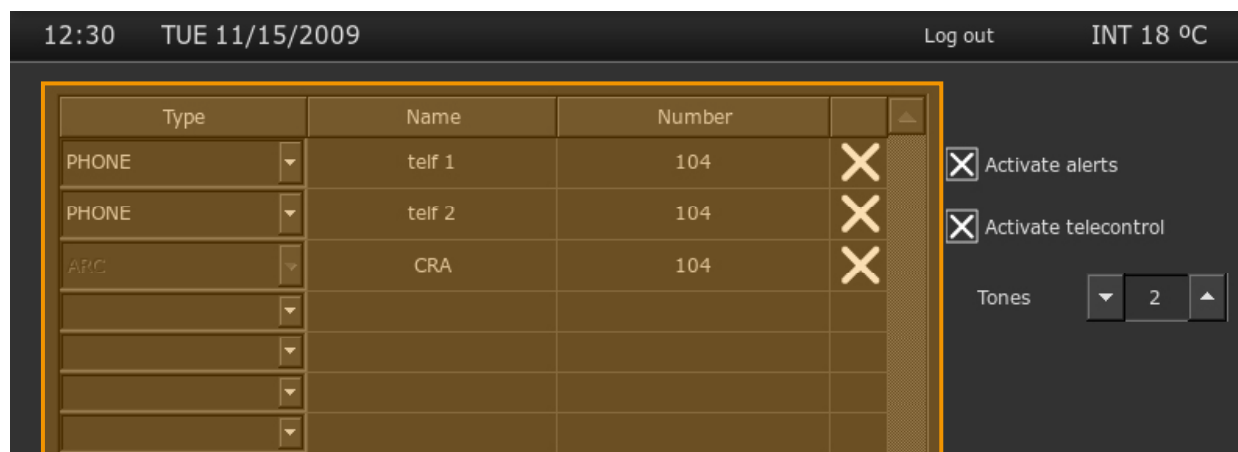 12:30 TUE 11/15/2009 Log out INT 18 ºC
Type Name Number
PHONE telf 1 104
Activate alerts
PHONE telf 2 104
Activate telecontrol
ARC CRA 104
Tones 2